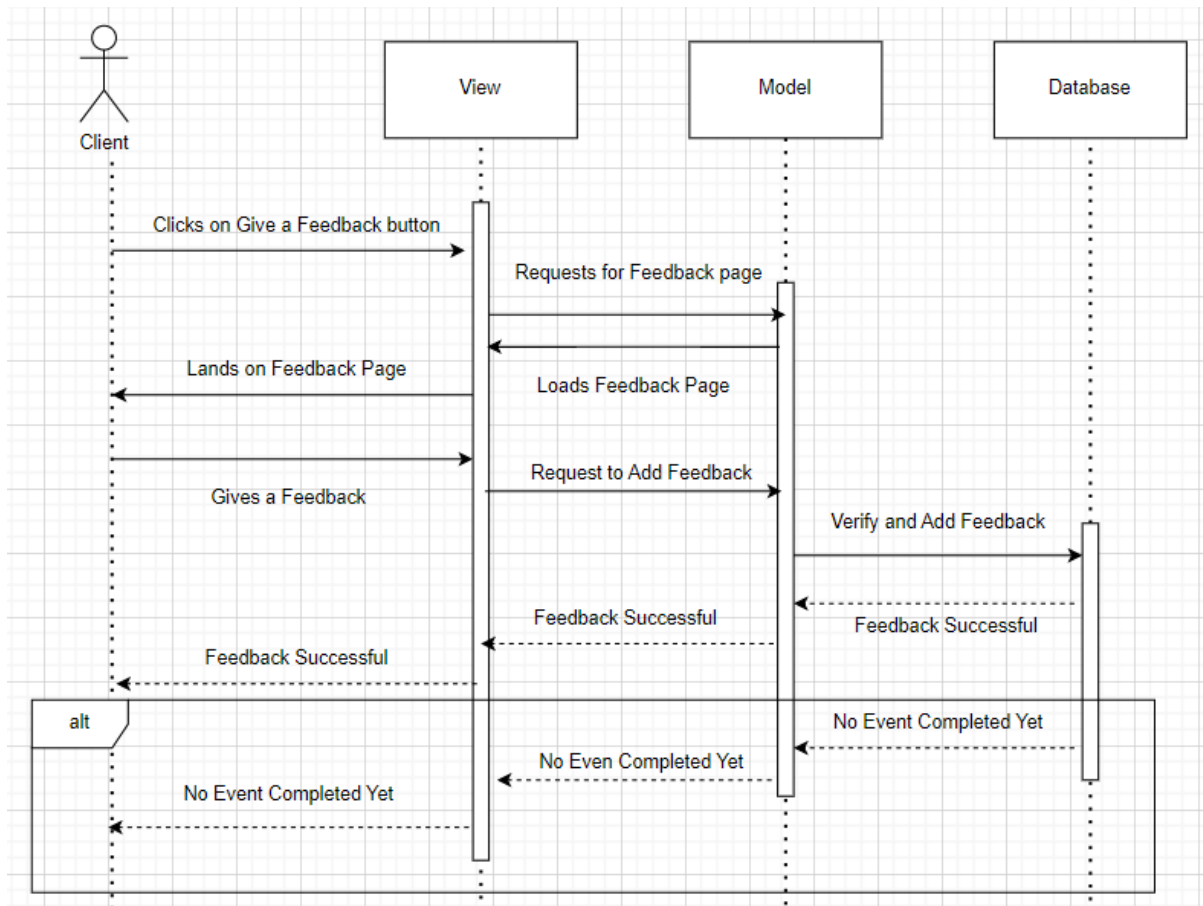 Client
View
Model
Database
Clicks on Give a Feedback button
Requests for Feedback page
Lands on Feedback Page
Loads Feedback Page
Gives a Feedback
Request to Add Feedback
Verify and Add Feedback
Feedback Successful
Feedback Successful
Feedback Successful
alt
No Event Completed Yet
No Even Completed Yet
No Event Completed Yet